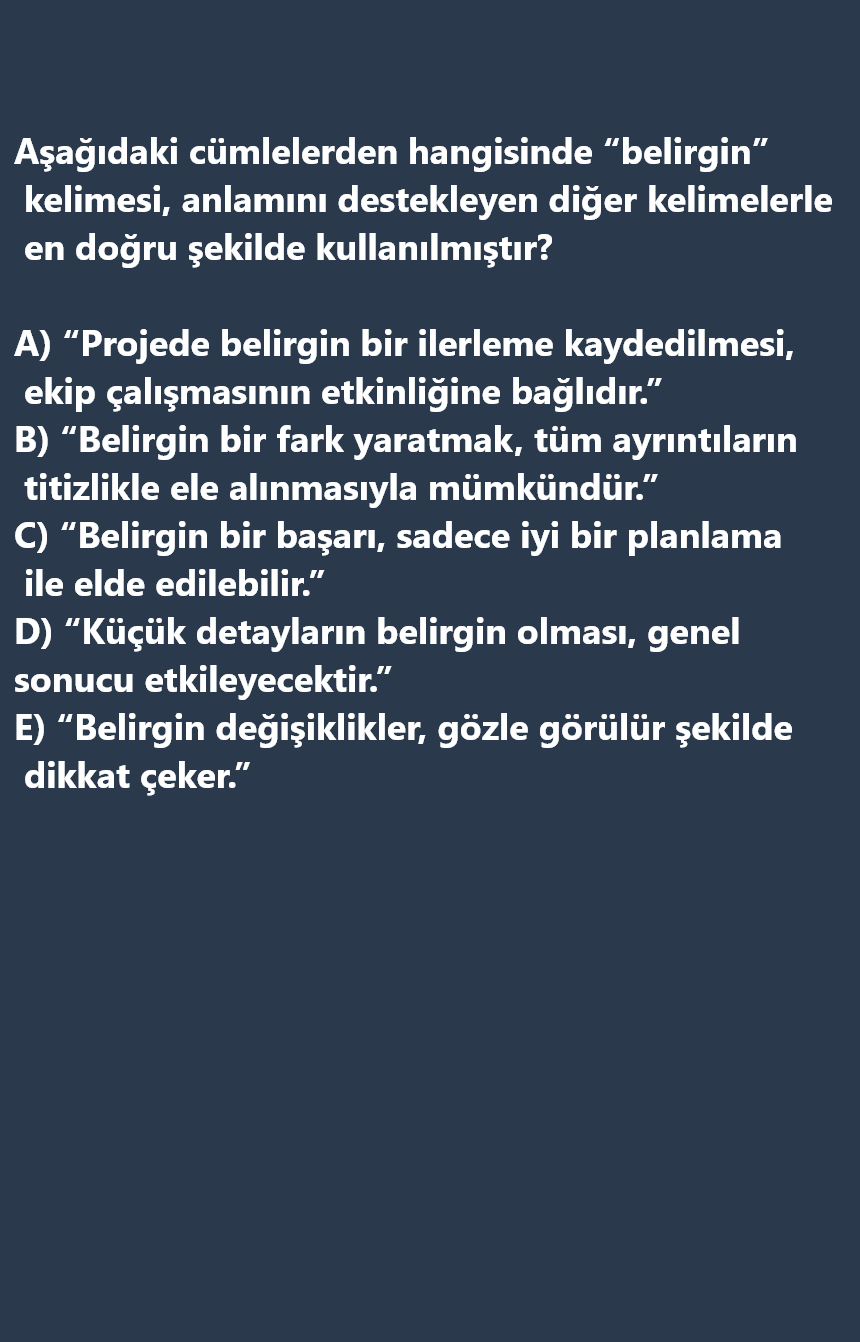 Aşağıdaki cümlelerden hangisinde “belirgin”
kelimesi, anlamını destekleyen diğer kelimelerle
en doğru şekilde kullanılmıştır?
A) “Projede belirgin bir ilerleme kaydedilmesi,
ekip çalışmasının etkinliğine bağlıdır.”
B) “Belirgin bir fark yaratmak, tüm ayrıntıların
titizlikle ele alınmasıyla mümkündür.”
C) “Belirgin bir başarı, sadece iyi bir planlama
ile elde edilebilir.”
D) “Küçük detayların belirgin olması, genel
sonucu etkileyecektir.”
E) “Belirgin değişiklikler, gözle görülür şekilde
dikkat çeker.”